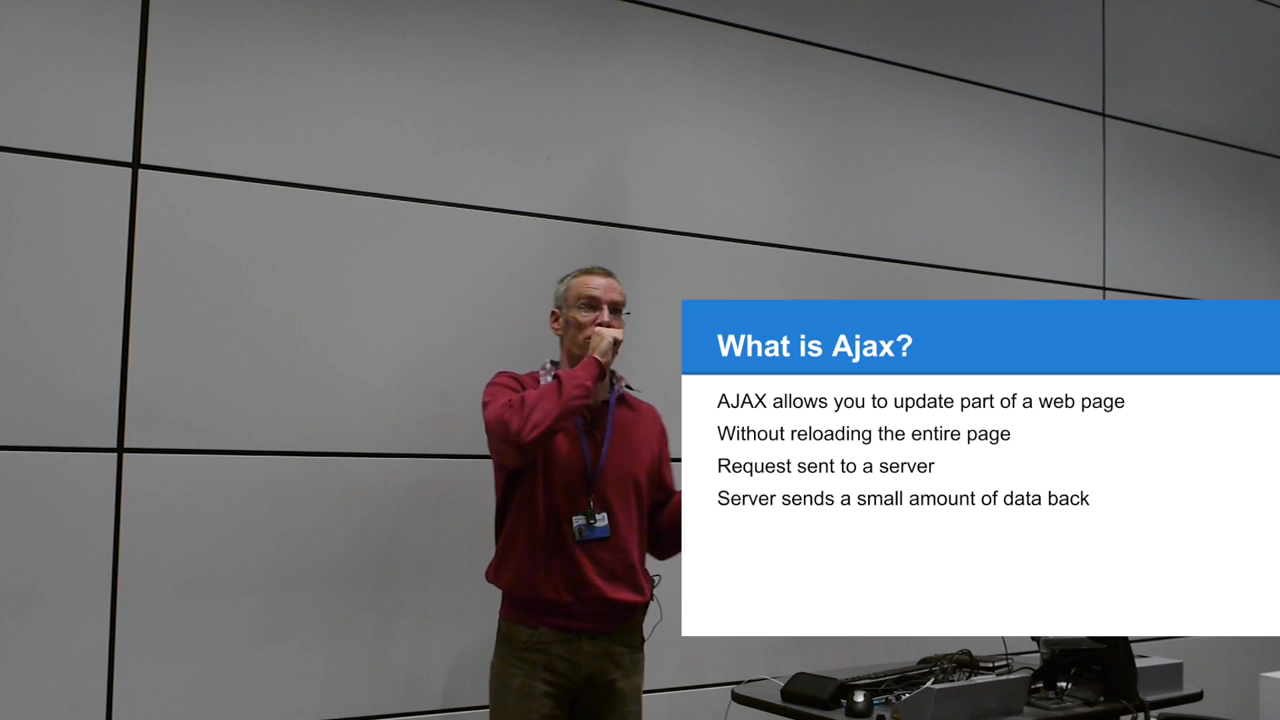 What is Ajax?
AJAX allows you to update part of a web page
Without reloading the entire page
Request sent to a server
Server sends a small amount of data back